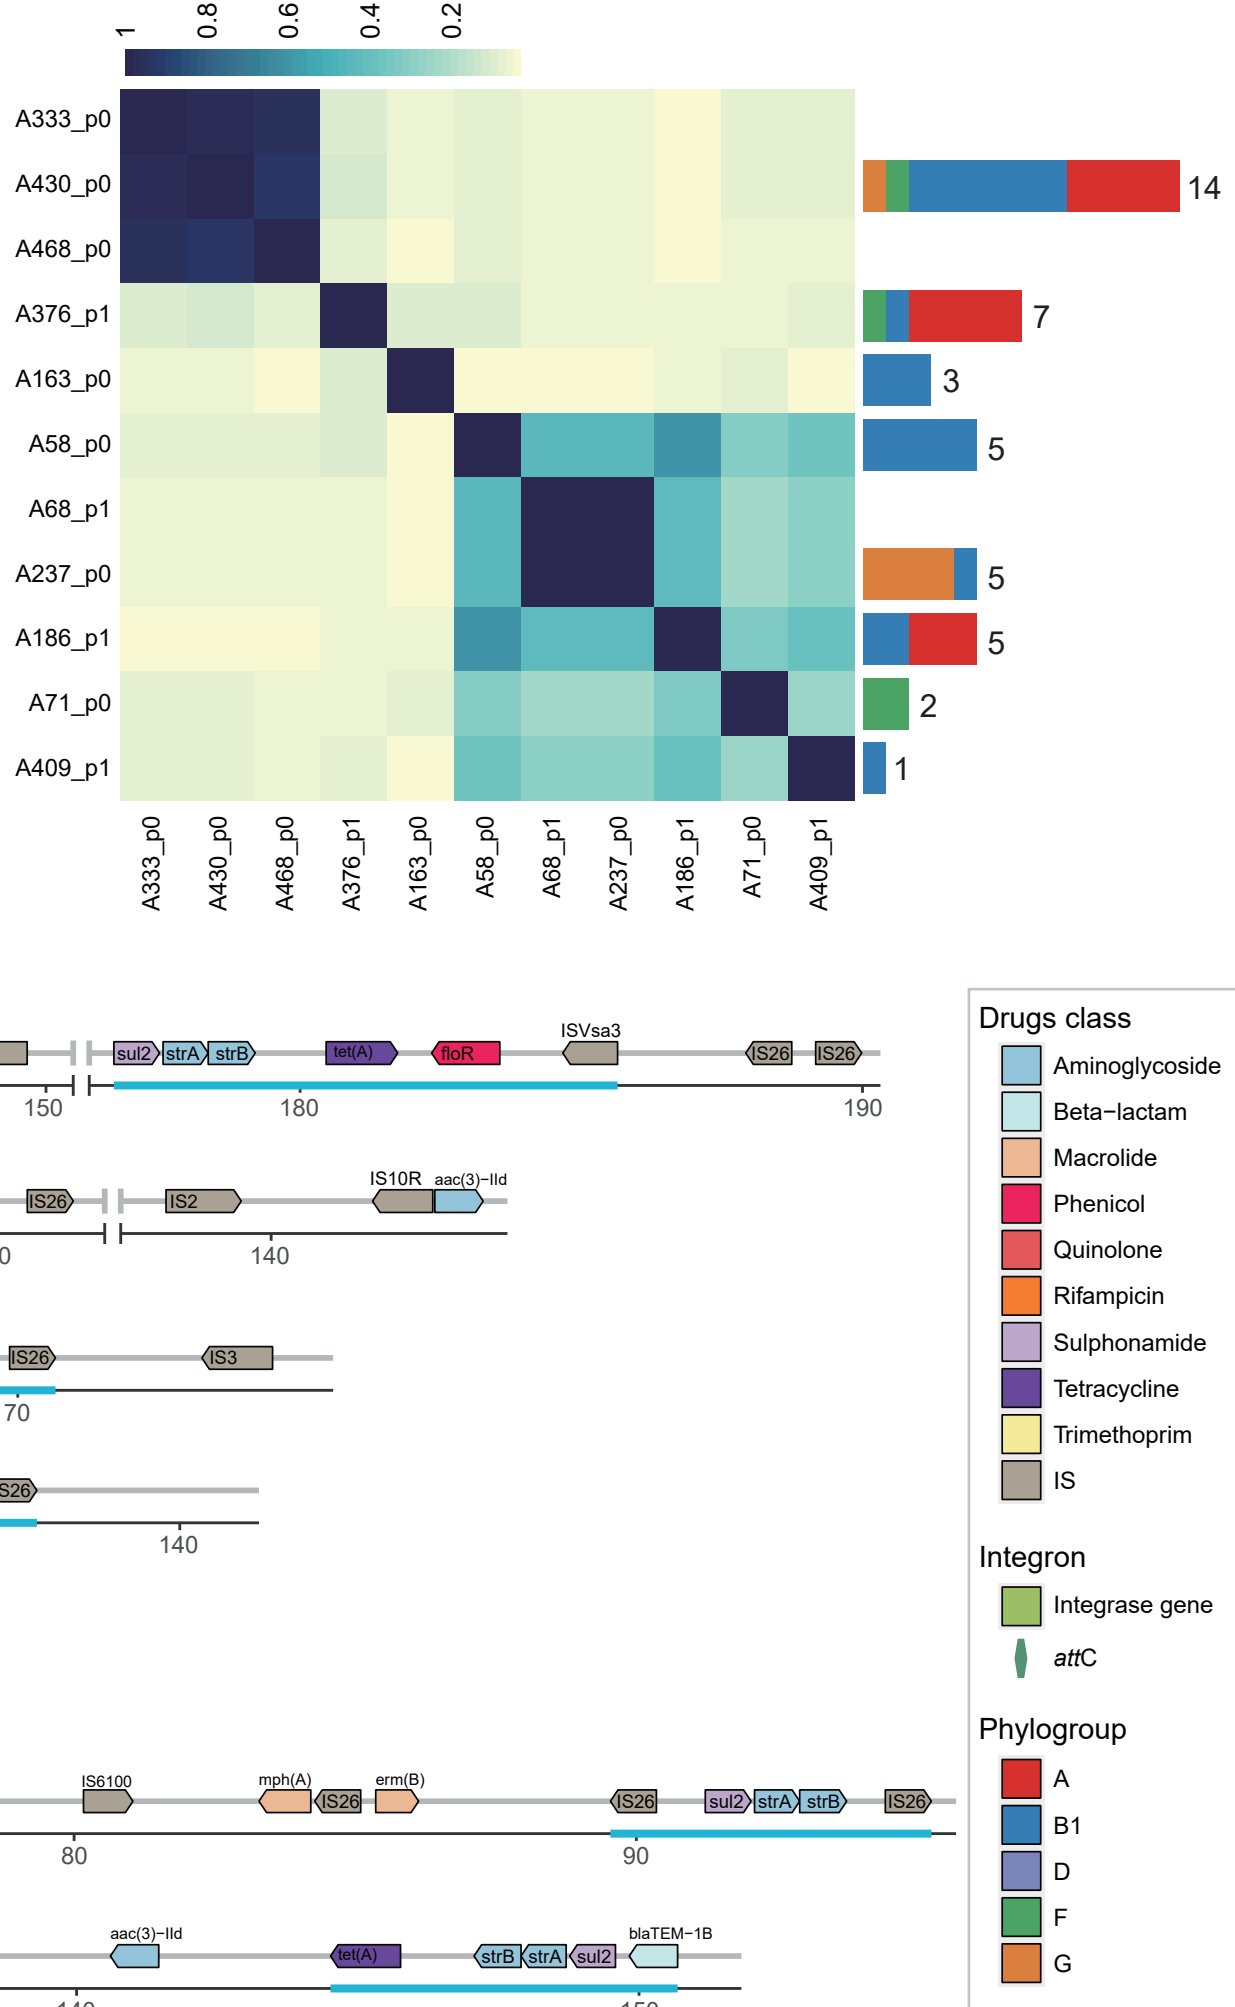 1 0.8 0.6 0.4 0.2
A333_p0
A430_p0 14
A468_p0
A376_p1 7
A163_p0 3
A58_p0 5
A68_p1
A237_p0 5
A186_p1 5
A71_p0 2
A409_p1 1
A333_p0 A430_p0 A468_p0 A376_p1 A163_p0 A58_p0 A68_p1 A237_p0 A186_p1 A71_p0 A409_p1
ISVsa3
sul2 strA strB tet(A) floR IS26 IS26
150 180 190
IS10R aac(3)−IId
IS26 IS2
0 140
IS26 IS3
70
S26
140
IS6100 mph(A) erm(B)
IS26 IS26 sul2 strA strB IS26
80 90
aac(3)−IId blaTEM−1B
tet(A) strB strA sul2
140 150
Drugs class
Aminoglycoside
Beta−lactam
Macrolide
Phenicol
Quinolone
Rifampicin
Sulphonamide
Tetracycline
Trimethoprim
IS
Integron
Integrase gene
attC
Phylogroup
A
B1
D
F
G